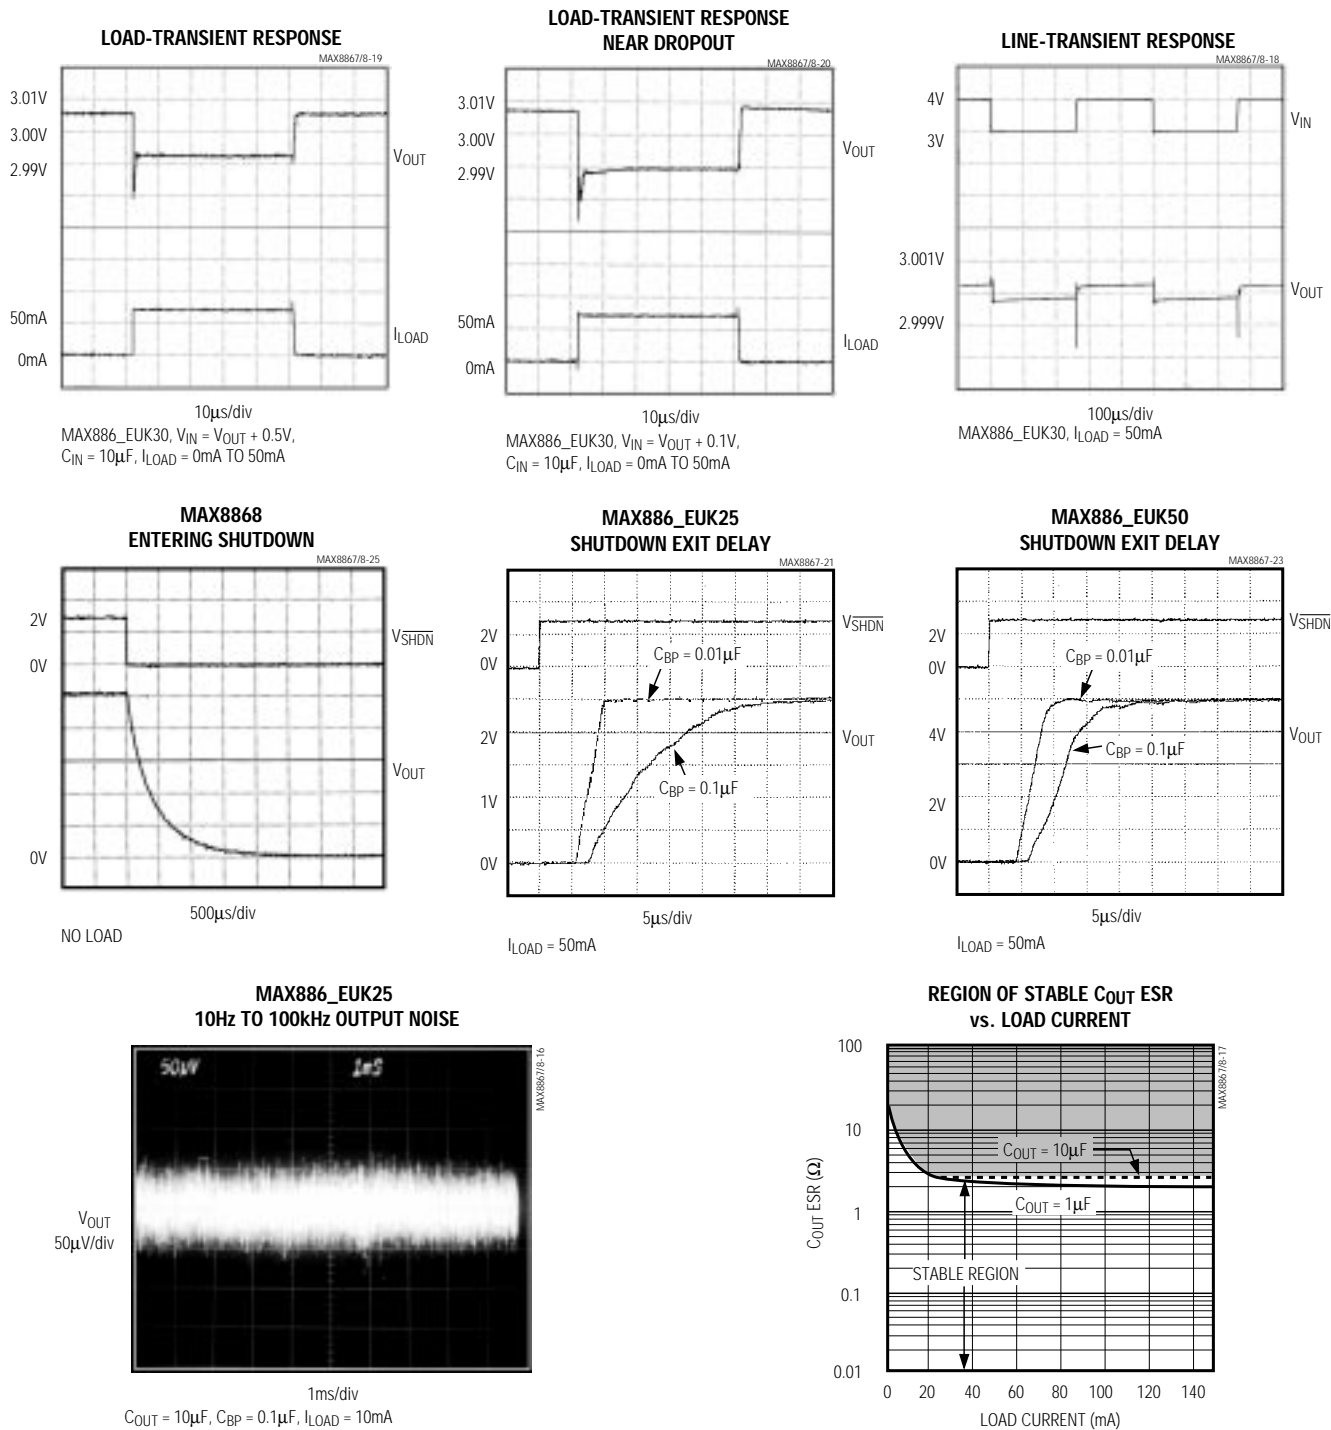 LOAD-TRANSIENT RESPONSE
MAX8867/8-19
3.01V
3.00V
2.99V
VOUT
50mA
0mA
ILOAD
10μs/div
MAX886_EUK30, VIN = VOUT + 0.5V,
CIN = 10μF, ILOAD = 0mA TO 50mA
LOAD-TRANSIENT RESPONSE
NEAR DROPOUT
MAX8867/8-20
3.01V
3.00V
2.99V
VOUT
50mA
0mA
ILOAD
10μs/div
MAX886_EUK30, VIN = VOUT + 0.1V,
CIN = 10μF, ILOAD = 0mA TO 50mA
LINE-TRANSIENT RESPONSE
MAX8867/8-18
4V
3V
VIN
3.001V
2.999V
VOUT
100μs/div
MAX886_EUK30, ILOAD = 50mA
MAX8868
ENTERING SHUTDOWN
MAX8867/8-25
2V
0V
VSHDN
VOUT
0V
500μs/div
NO LOAD
MAX886_EUK25
SHUTDOWN EXIT DELAY
MAX8867-21
2V
0V
VSHDN
CBP = 0.01μF
2V
VOUT
CBP = 0.1μF
1V
0V
5μs/div
ILOAD = 50mA
MAX886_EUK50
SHUTDOWN EXIT DELAY
MAX8867-23
2V
0V
VSHDN
CBP = 0.01μF
4V
VOUT
CBP = 0.1μF
2V
0V
5μs/div
ILOAD = 50mA
MAX886_EUK25
10Hz TO 100kHz OUTPUT NOISE
MAX8867/8-16
50μV 1mS
VOUT
50μV/div
1ms/div
COUT = 10μF, CBP = 0.1μF, ILOAD = 10mA
REGION OF STABLE COUT ESR
vs. LOAD CURRENT
MAX8867/8-17
100
10
1
0.1
0.01
COUT ESR (Ω)
COUT = 10μF
COUT = 1μF
STABLE REGION
0 20 40 60 80 100 120 140
LOAD CURRENT (mA)